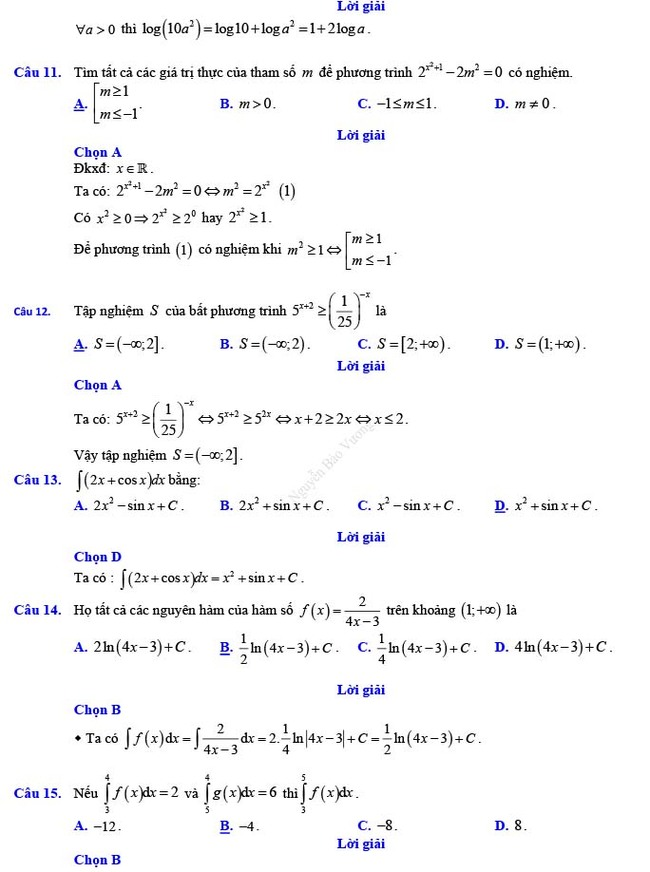 Lời giải
∀a > 0 thì log(10a²) = log10 + log a² = 1 + 2log a.
Câu 11. Tìm tất cả các giá trị thực của tham số m để phương trình 2^(x²+1) − 2m² = 0 có nghiệm.
A. [m ≥ 1; m ≤ −1. B. m > 0. C. −1 ≤ m ≤ 1. D. m ≠ 0.
Lời giải
Chọn A
Đkxđ: x ∈ ℝ.
Ta có: 2^(x²+1) − 2m² = 0 ⇔ m² = 2^(x²) (1)
Có x² ≥ 0 ⇒ 2^(x²) ≥ 2⁰ hay 2^(x²) ≥ 1.
Để phương trình (1) có nghiệm khi m² ≥ 1 ⇔ [m ≥ 1; m ≤ −1.
Câu 12. Tập nghiệm S của bất phương trình 5^(x+2) ≥ (1/25)^(−x) là
A. S = (−∞;2]. B. S = (−∞;2). C. S = [2;+∞). D. S = (1;+∞).
Lời giải
Chọn A
Ta có: 5^(x+2) ≥ (1/25)^(−x) ⇔ 5^(x+2) ≥ 5^(2x) ⇔ x + 2 ≥ 2x ⇔ x ≤ 2.
Vậy tập nghiệm S = (−∞;2].
Nguyễn Bảo Vương
Câu 13. ∫(2x + cos x)dx bằng:
A. 2x² − sin x + C. B. 2x² + sin x + C. C. x² − sin x + C. D. x² + sin x + C.
Lời giải
Chọn D
Ta có : ∫(2x + cos x)dx = x² + sin x + C.
Câu 14. Họ tất cả các nguyên hàm của hàm số f(x) = 2/(4x−3) trên khoảng (1;+∞) là
A. 2ln(4x−3) + C. B. 1/2 ln(4x−3) + C. C. 1/4 ln(4x−3) + C. D. 4ln(4x−3) + C.
Lời giải
Chọn B
♦ Ta có ∫f(x)dx = ∫2/(4x−3) dx = 2.1/4 ln|4x−3| + C = 1/2 ln(4x−3) + C.
Câu 15. Nếu ∫₃⁴ f(x)dx = 2 và ∫₅⁴ g(x)dx = 6 thì ∫₃⁵ f(x)dx.
A. −12. B. −4. C. −8. D. 8.
Lời giải
Chọn B